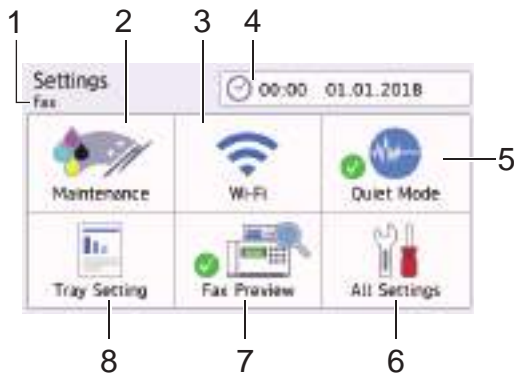 1 2 3 4
Settings 00:00 01.01.2018
Fax
Maintenance Wi-Fi Quiet Mode
5
Tray Setting Fax Preview All Settings
8 7 6